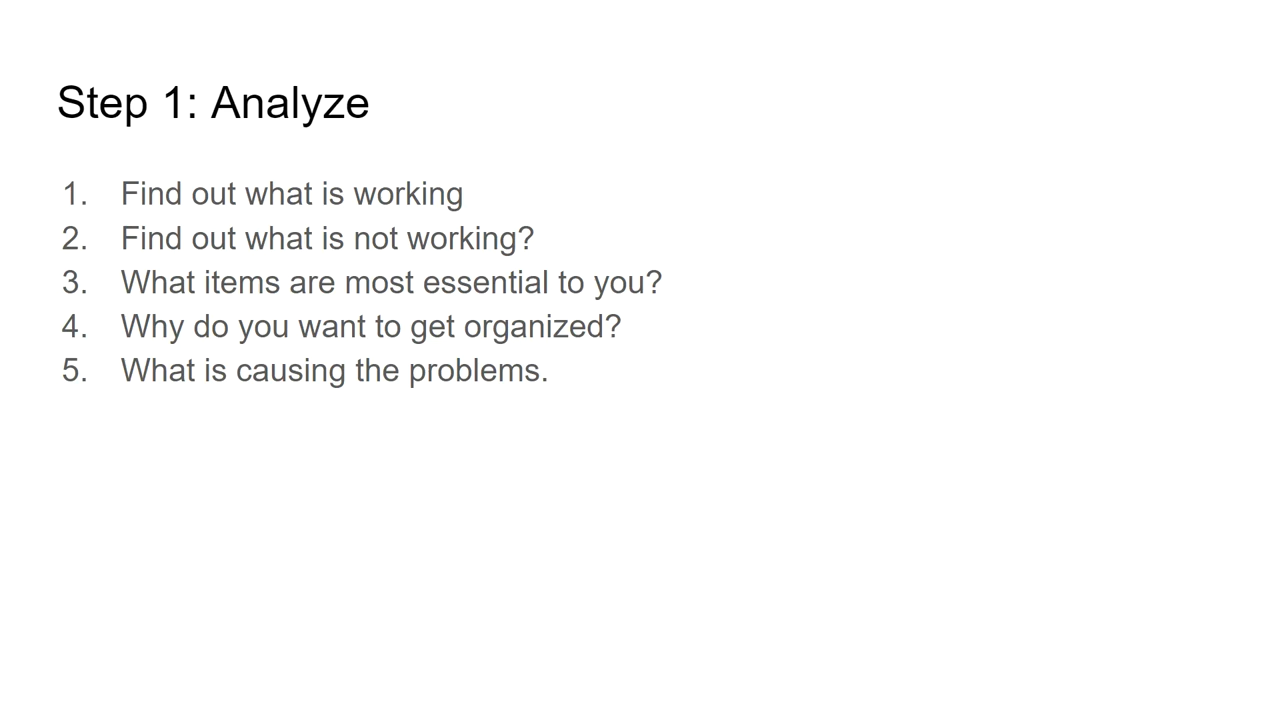 Step 1: Analyze
1. Find out what is working
2. Find out what is not working?
3. What items are most essential to you?
4. Why do you want to get organized?
5. What is causing the problems.